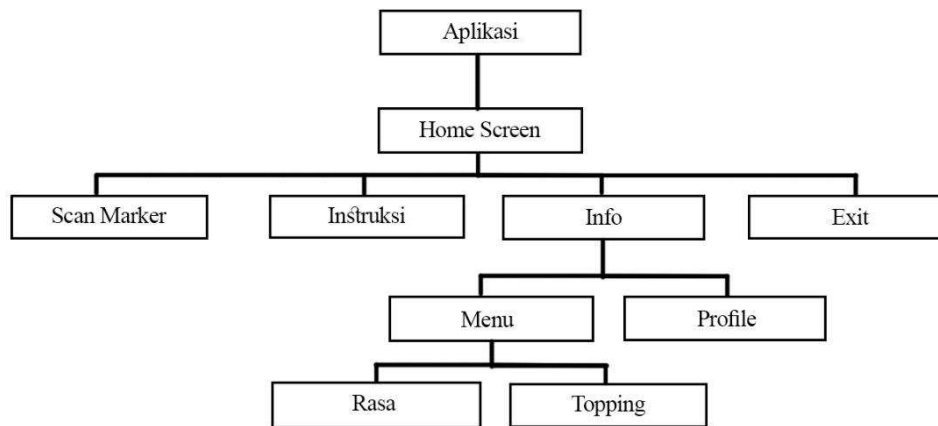 Aplikasi
Home Screen
Scan Marker
Instruksi
Info
Exit
Menu
Profile
Rasa
Topping